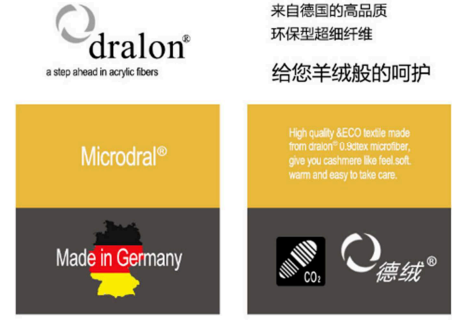 dralon®
a step ahead in acrylic fibers
Microdral®
Made in Germany
来自德国的高品质
环保型超细纤维
给您羊绒般的呵护
High quality &ECO textile made
from dralon® 0.9dtex microfiber,
give you cashmere like feel.soft.
warm and easy to take care.
CO₂
德绒®